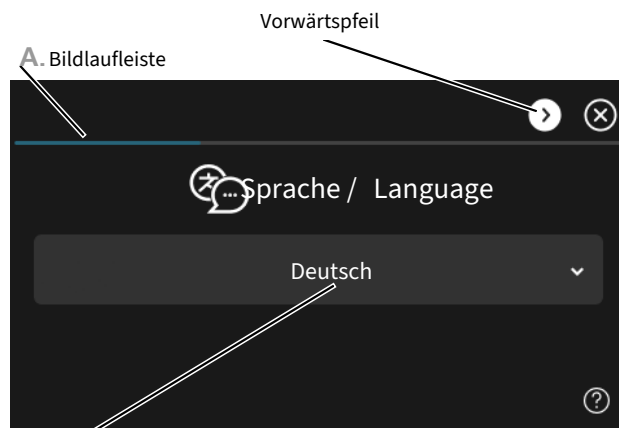 Vorwärtspfeil
A. Bildlaufleiste
Sprache / Language
Deutsch